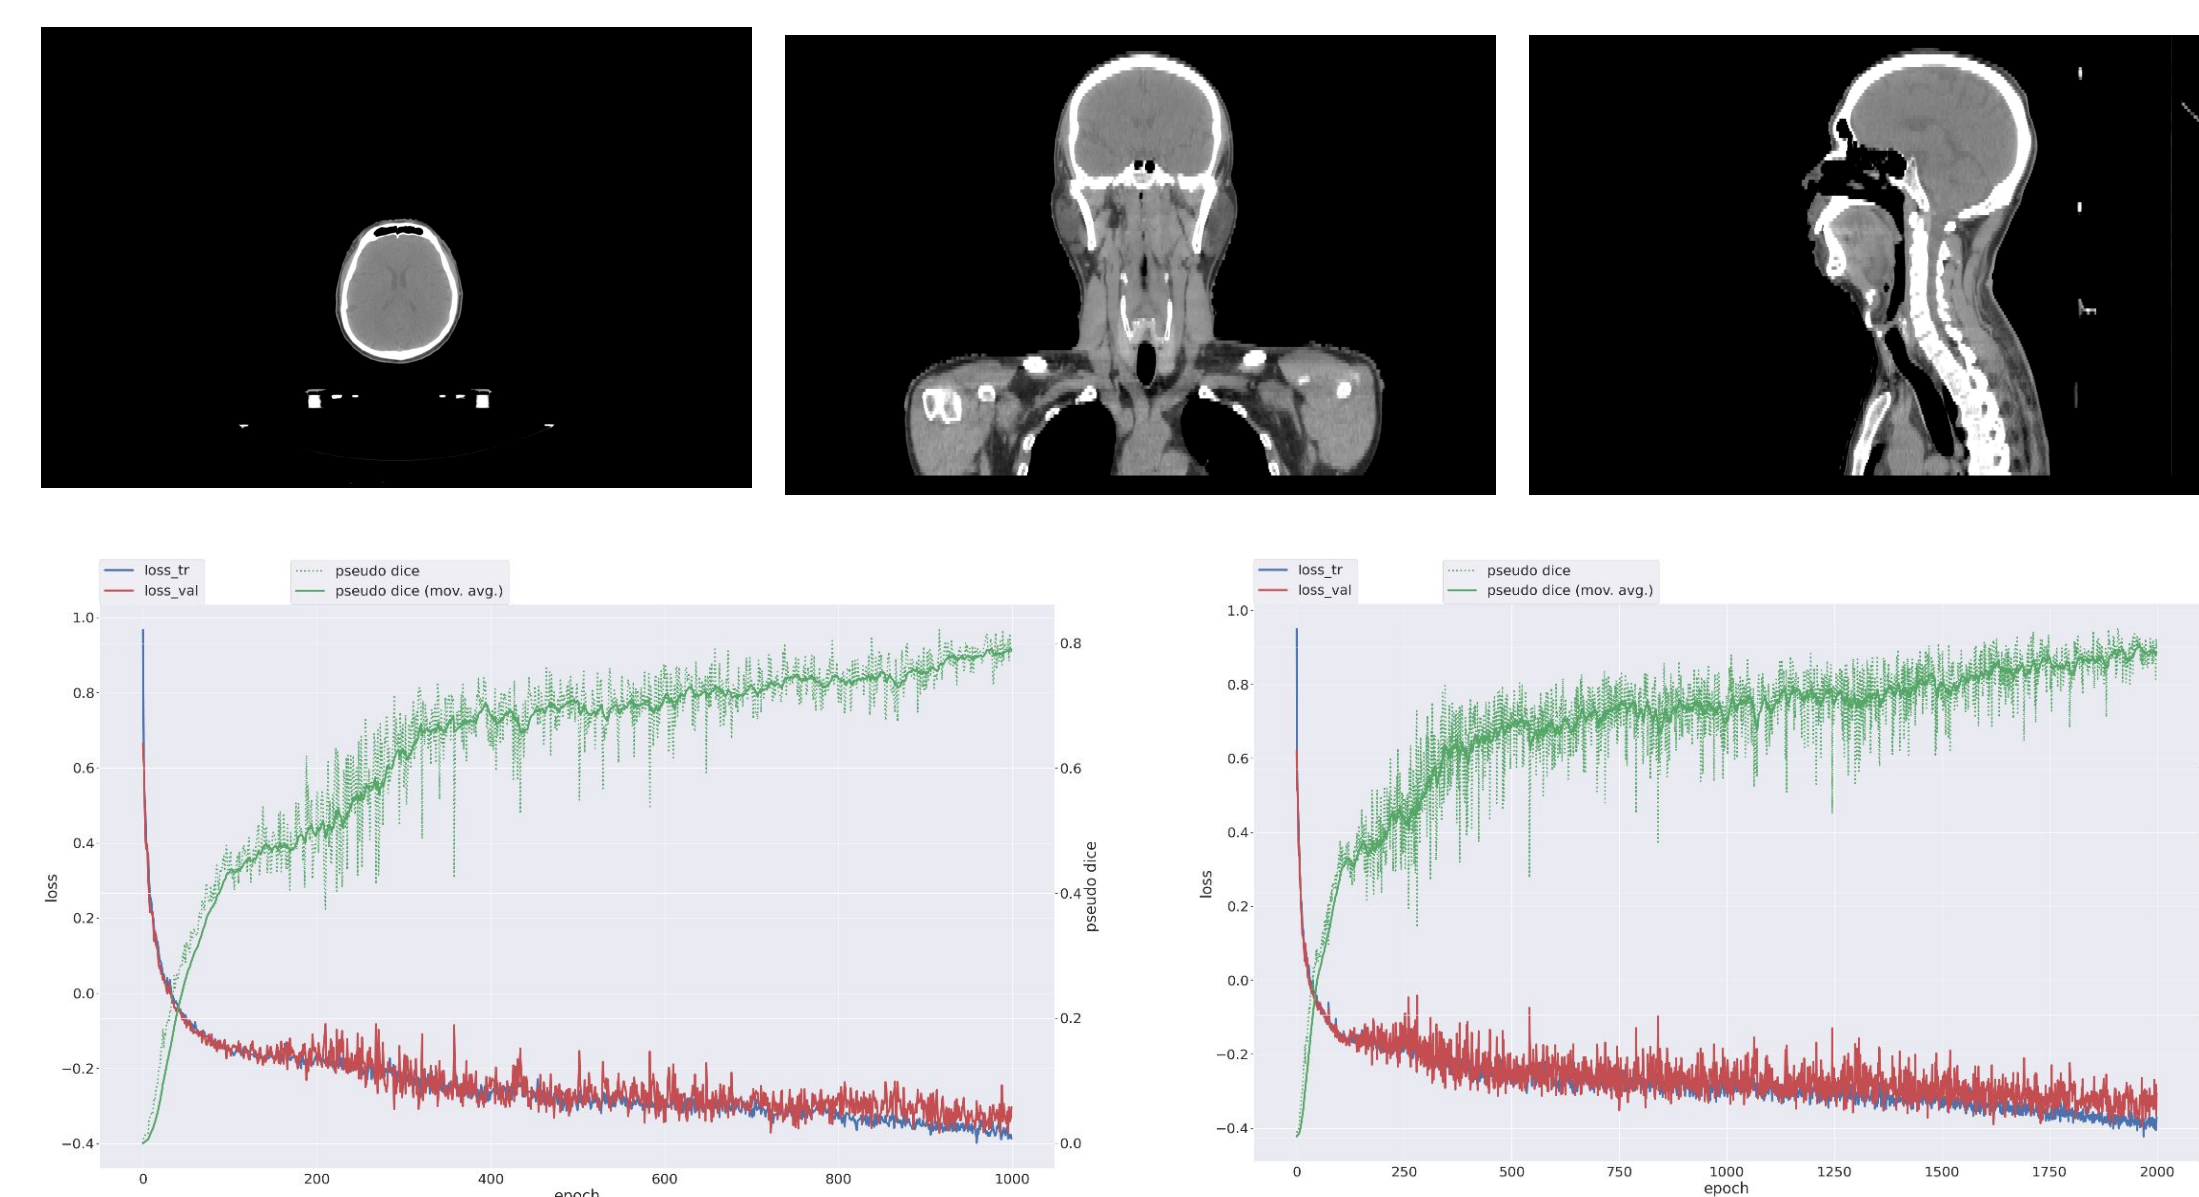 loss_tr
loss_val
pseudo dice
pseudo dice (mov. avg.)
1.0
0.8
0.6
0.4
0.2
0.0
−0.2
−0.4
loss
0.8
0.6
0.4
0.2
0.0
pseudo dice
0 200 400 600 800 1000
epoch
loss_tr
loss_val
pseudo dice
pseudo dice (mov. avg.)
1.0
0.8
0.6
0.4
0.2
0.0
−0.2
−0.4
loss
0 250 500 750 1000 1250 1500 1750 2000
epoch